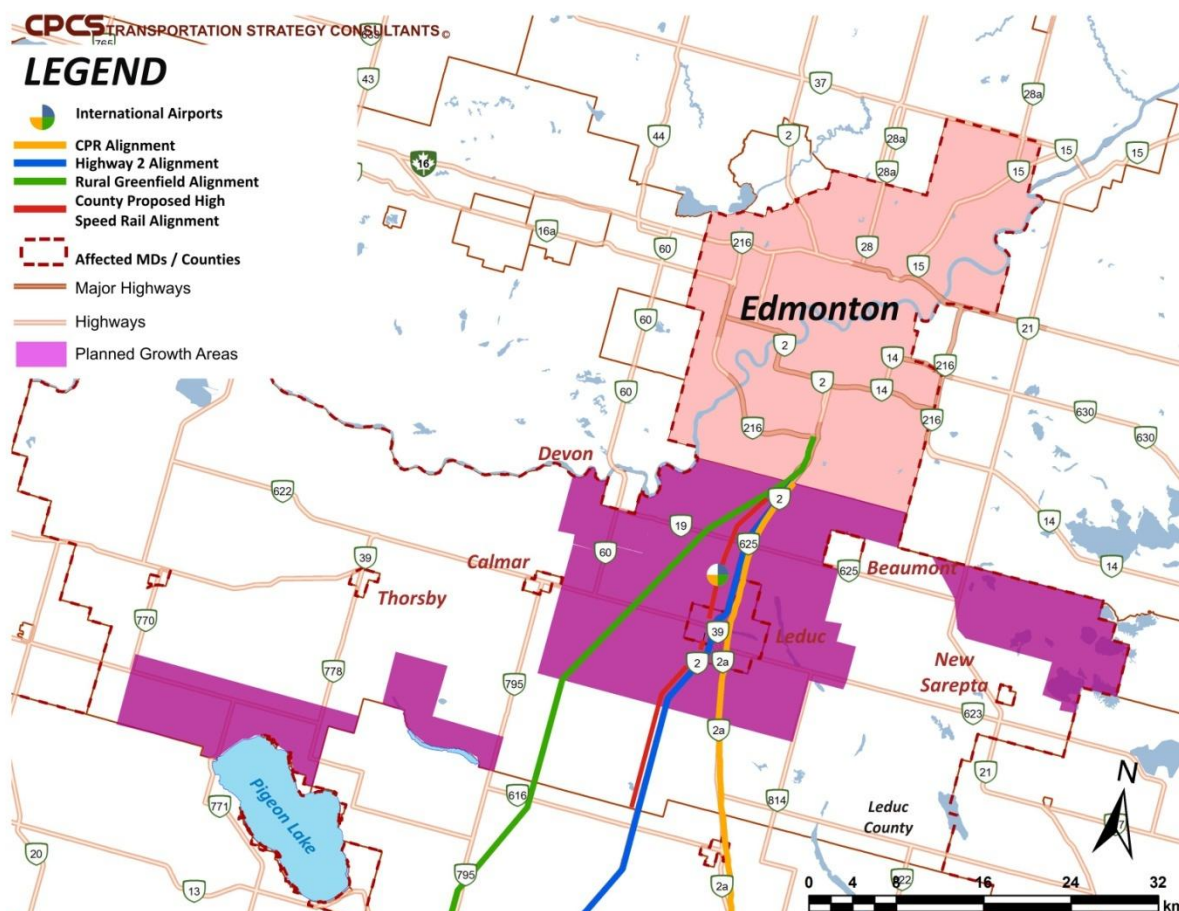 CPCS TRANSPORTATION STRATEGY CONSULTANTS©
LEGEND
International Airports
CPR Alignment
Highway 2 Alignment
Rural Greenfield Alignment
County Proposed High
Speed Rail Alignment
Affected MDs / Counties
Major Highways
Highways
Planned Growth Areas
43
37
28a
44
2
28a
15
15
16
28a
15
16a
60
216
28
15
21
60
Edmonton
2
14
216
60
2
14
216
630
630
216
Devon
622
19
2
14
60
625
625
Beaumont
14
39
Calmar
Thorsby
770
39
Leduc
778
795
2
2a
New
Sarepta
623
2a
Pigeon Lake
771
616
814
21
Leduc
County
N
20
13
795
2a
0 2 4 8 16 24 32
km